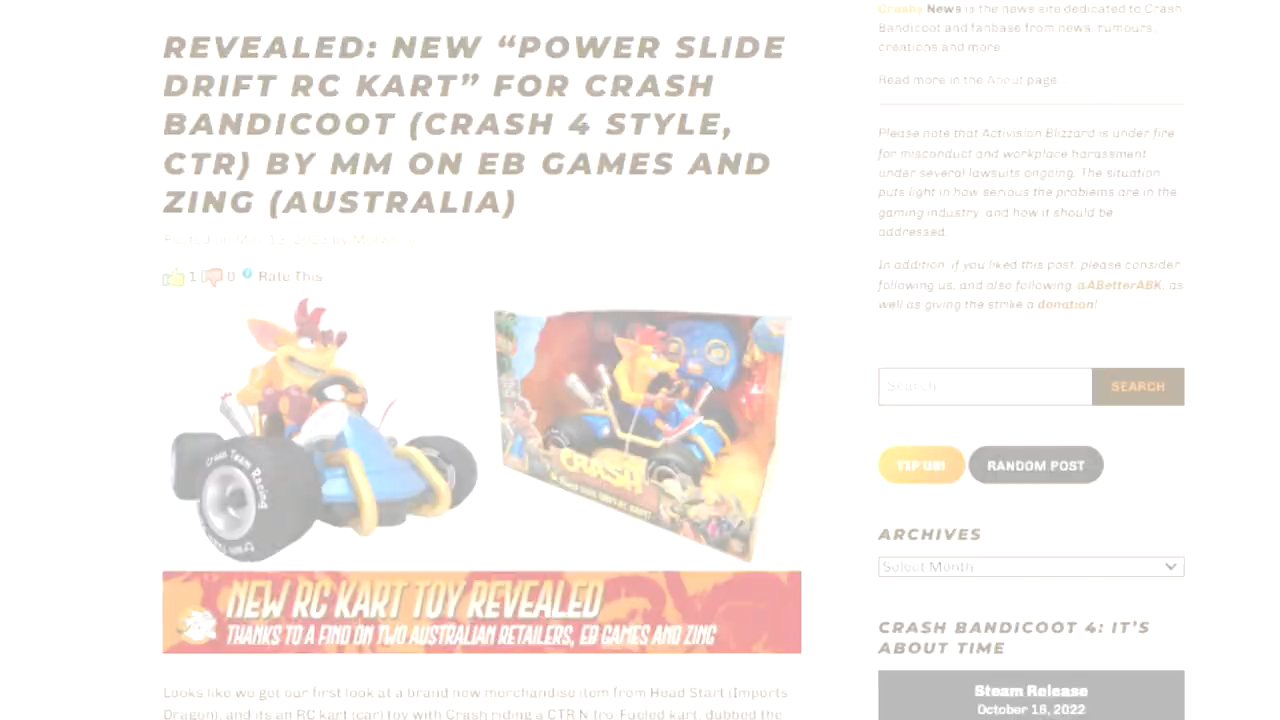 REVEALED: NEW “POWER SLIDE
DRIFT RC KART” FOR CRASH
BANDICOOT (CRASH 4 STYLE,
CTR) BY MM ON EB GAMES AND
ZING (AUSTRALIA)
Posted on by
1 0 Rate This
Crash Team Racing
CRASH
NEW RC KART TOY REVEALED
THANKS TO A FIND ON TWO AUSTRALIAN RETAILERS, EB GAMES AND ZING
Looks like we got our first look at a brand new merchandise item from Head Start (Imports
Dragon), and its an RC kart (car) toy with Crash riding a CTR Nitro-Fueled kart, dubbed the
Crashy News is the news site dedicated to Crash
Bandicoot and fanbase from news, rumours,
creations and more.
Read more in the About page...
Please note that Activision Blizzard is under fire
for misconduct and workplace harassment
under several lawsuits ongoing. The situation
puts light in how serious the problems are in the
gaming industry, and how it should be
addressed.
In addition, if you liked this post, please consider
following us, and also following aABetterABK, as
well as giving the strike a donation!
Search
SEARCH
TIP US!
RANDOM POST
ARCHIVES
Select Month
CRASH BANDICOOT 4: IT’S
ABOUT TIME
Steam Release
October 18, 2022